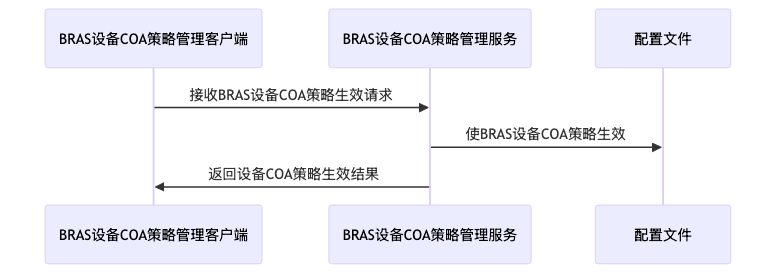 BRAS设备COA策略管理客户端
BRAS设备COA策略管理服务
配置文件
接收BRAS设备COA策略生效请求
使BRAS设备COA策略生效
返回设备COA策略生效结果
BRAS设备COA策略管理客户端
BRAS设备COA策略管理服务
配置文件